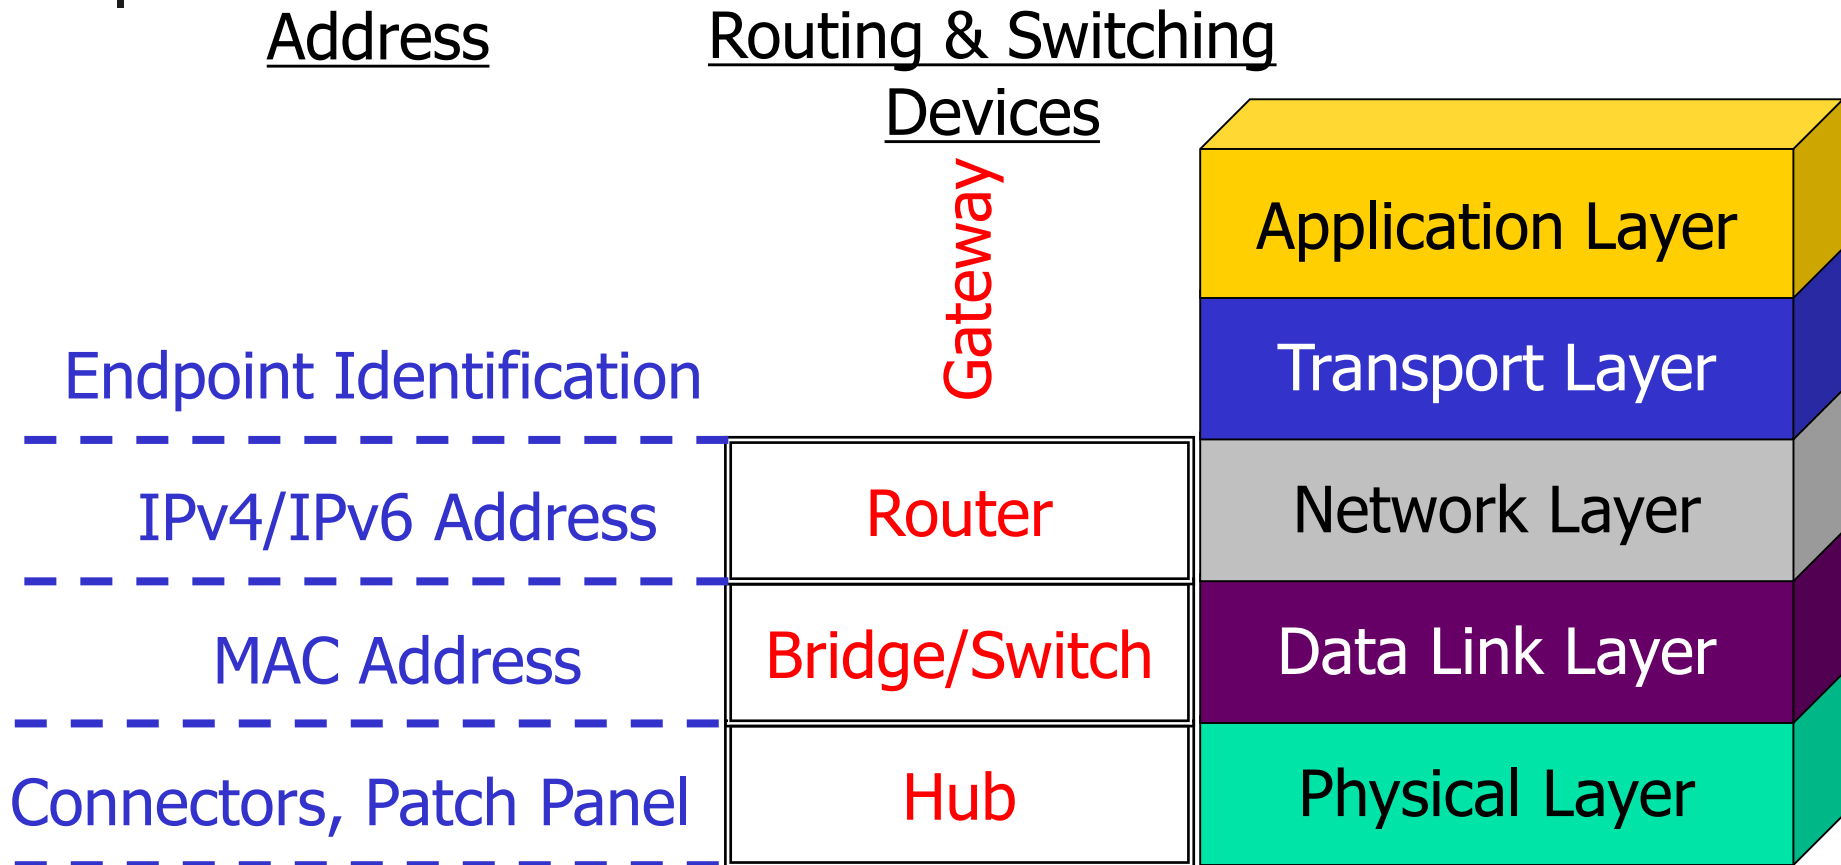 Address
Routing & Switching
Devices
Gateway
Application Layer
Endpoint Identification
Transport Layer
IPv4/IPv6 Address
Router
Network Layer
MAC Address
Bridge/Switch
Data Link Layer
Connectors, Patch Panel
Hub
Physical Layer